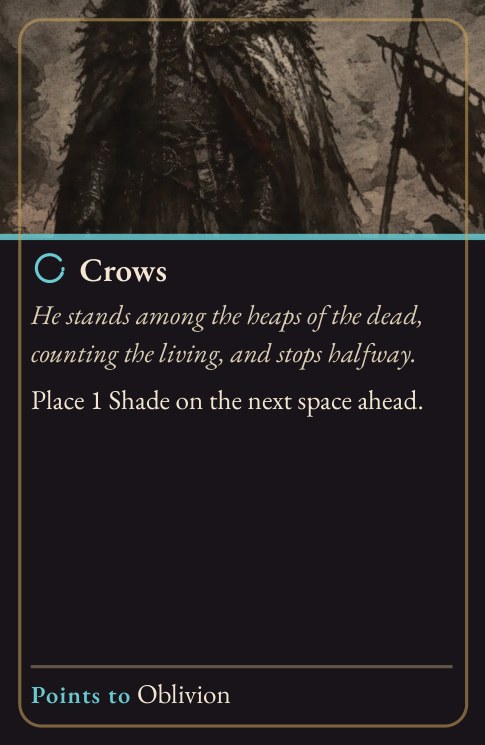 Crows
He stands among the heaps of the dead,
counting the living, and stops halfway.
Place 1 Shade on the next space ahead.
Points to Oblivion